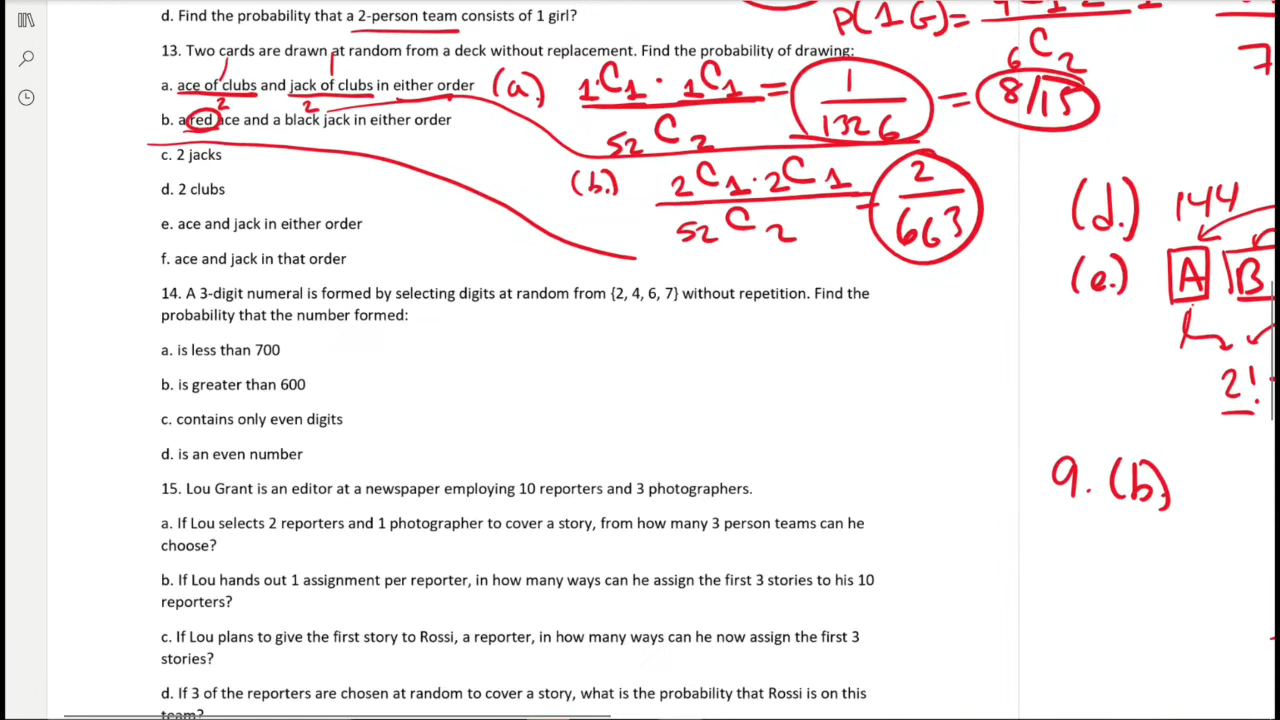 d. Find the probability that a 2-person team consists of 1 girl?
P(1G)=
6C2
7
13. Two cards are drawn at random from a deck without replacement. Find the probability of drawing:
a. ace of clubs and jack of clubs in either order
(a.) 1C1 · 1C1 / 52C2 = 1/1326 = 8/15
2 2
b. a red ace and a black jack in either order
(b.) 2C1 · 2C1 / 52C2 = 2/663
c. 2 jacks
d. 2 clubs
(d.) 144
e. ace and jack in either order
f. ace and jack in that order
(e.) A B
14. A 3-digit numeral is formed by selecting digits at random from {2, 4, 6, 7} without repetition. Find the
probability that the number formed:
a. is less than 700
b. is greater than 600
2!
c. contains only even digits
d. is an even number
9. (b)
15. Lou Grant is an editor at a newspaper employing 10 reporters and 3 photographers.
a. If Lou selects 2 reporters and 1 photographer to cover a story, from how many 3 person teams can he
choose?
b. If Lou hands out 1 assignment per reporter, in how many ways can he assign the first 3 stories to his 10
reporters?
c. If Lou plans to give the first story to Rossi, a reporter, in how many ways can he now assign the first 3
stories?
d. If 3 of the reporters are chosen at random to cover a story, what is the probability that Rossi is on this
team?